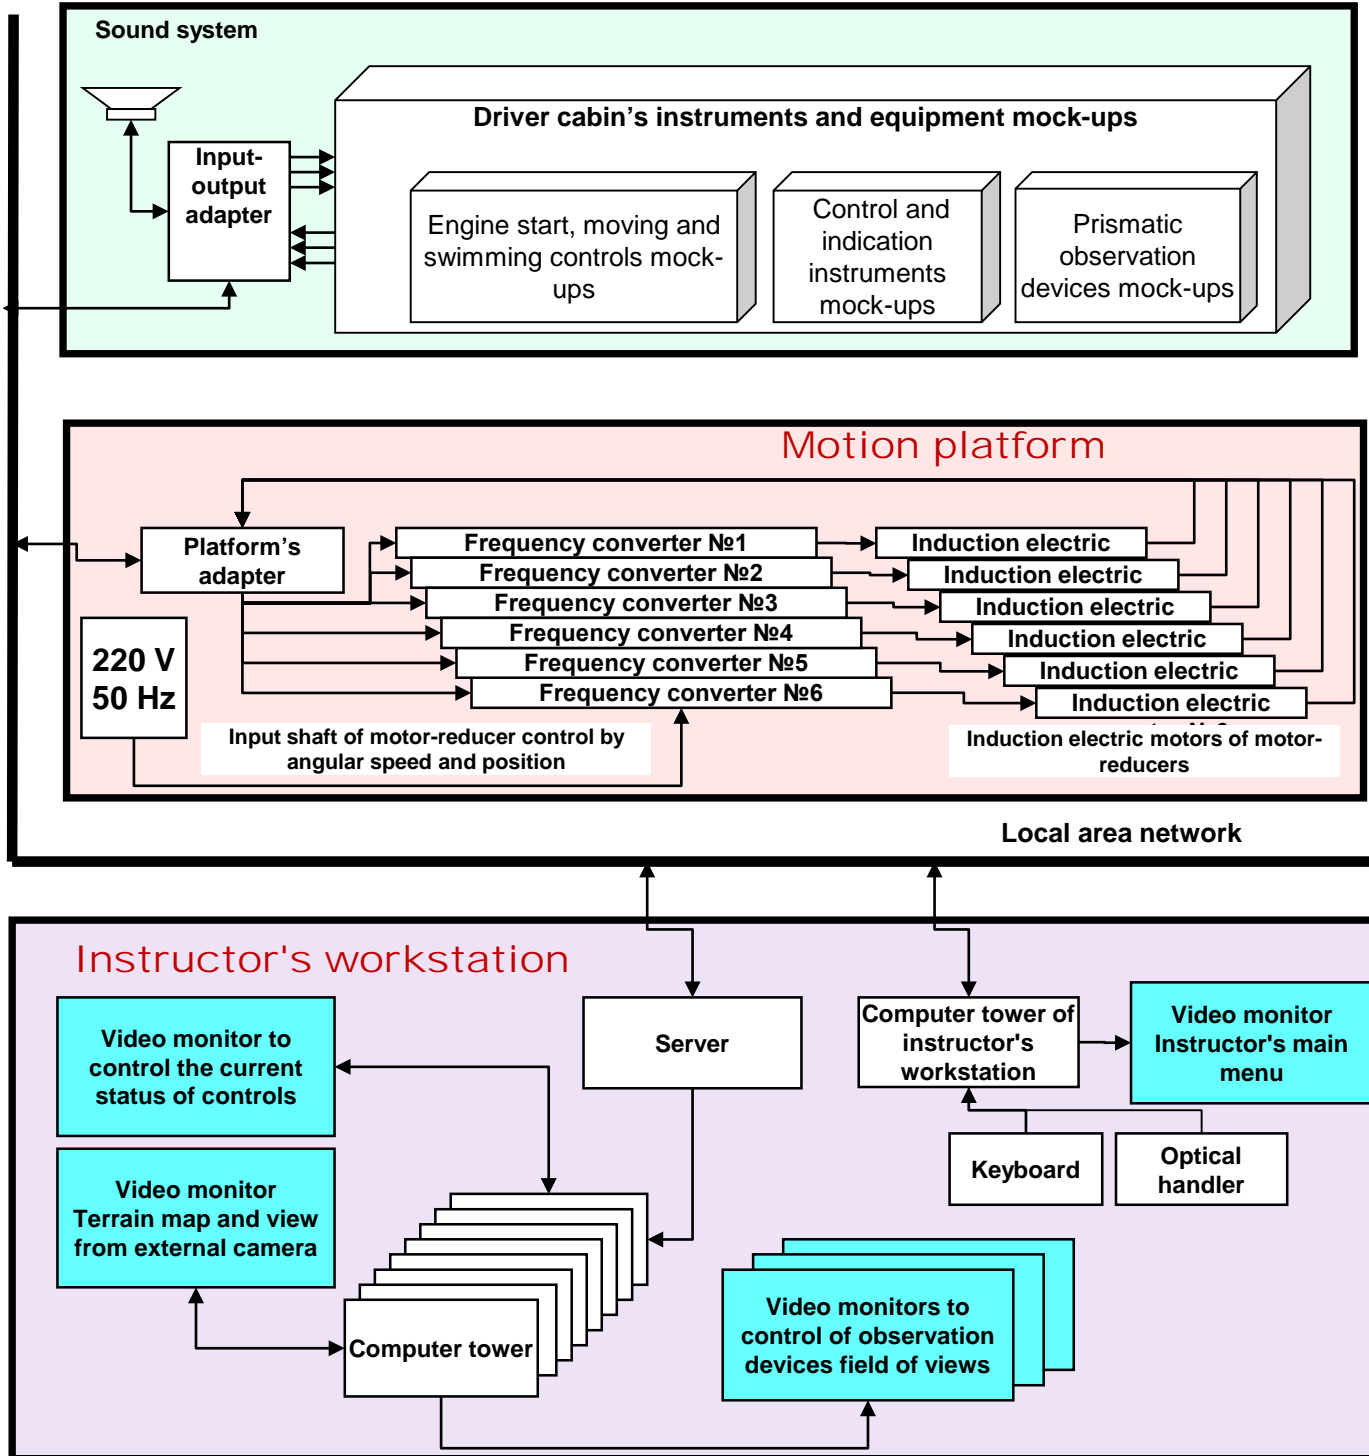 Sound system
Driver cabin's instruments and equipment mock-ups
Input-
output
adapter
Engine start, moving and
swimming controls mock-
ups
Control and
indication
instruments
mock-ups
Prismatic
observation
devices mock-ups
Motion platform
Platform's
adapter
Frequency converter №1
Frequency converter №2
Frequency converter №3
Frequency converter №4
Frequency converter №5
Frequency converter №6
Induction electric
Induction electric
Induction electric
Induction electric
Induction electric
Induction electric
220 V
50 Hz
Input shaft of motor-reducer control by
angular speed and position
Induction electric motors of motor-
reducers
Local area network
Instructor's workstation
Video monitor to
control the current
status of controls
Server
Computer tower of
instructor's
workstation
Video monitor
Instructor's main
menu
Keyboard
Optical
handler
Video monitor
Terrain map and view
from external camera
Computer tower
Video monitors to
control of observation
devices field of views